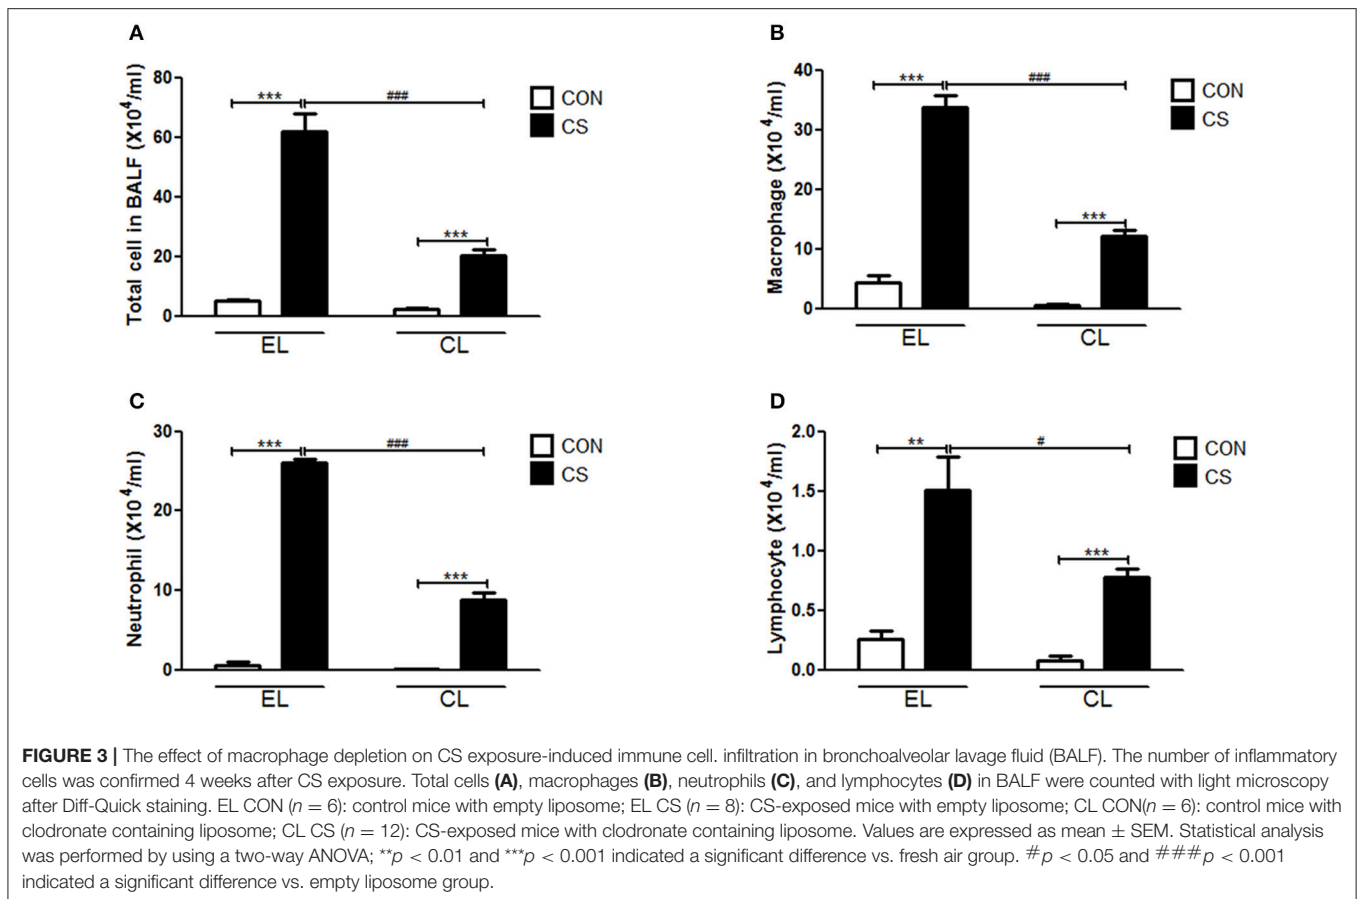 A
Total cell in BALF (X10⁴/ml)
80
60
40
20
0
***
###
***
CON
CS
EL
CL
B
Macrophage (X10⁴/ml)
40
30
20
10
0
***
###
***
CON
CS
EL
CL
C
Neutrophil (X10⁴/ml)
30
20
10
0
***
###
***
CON
CS
EL
CL
D
Lymphocyte (X10⁴/ml)
2.0
1.5
1.0
0.5
0.0
**
#
***
CON
CS
EL
CL
FIGURE 3 | The effect of macrophage depletion on CS exposure-induced immune cell. infiltration in bronchoalveolar lavage fluid (BALF). The number of inflammatory
cells was confirmed 4 weeks after CS exposure. Total cells (A), macrophages (B), neutrophils (C), and lymphocytes (D) in BALF were counted with light microscopy
after Diff-Quick staining. EL CON (n = 6): control mice with empty liposome; EL CS (n = 8): CS-exposed mice with empty liposome; CL CON(n = 6): control mice with
clodronate containing liposome; CL CS (n = 12): CS-exposed mice with clodronate containing liposome. Values are expressed as mean ± SEM. Statistical analysis
was performed by using a two-way ANOVA; **p < 0.01 and ***p < 0.001 indicated a significant difference vs. fresh air group. #p < 0.05 and ###p < 0.001
indicated a significant difference vs. empty liposome group.